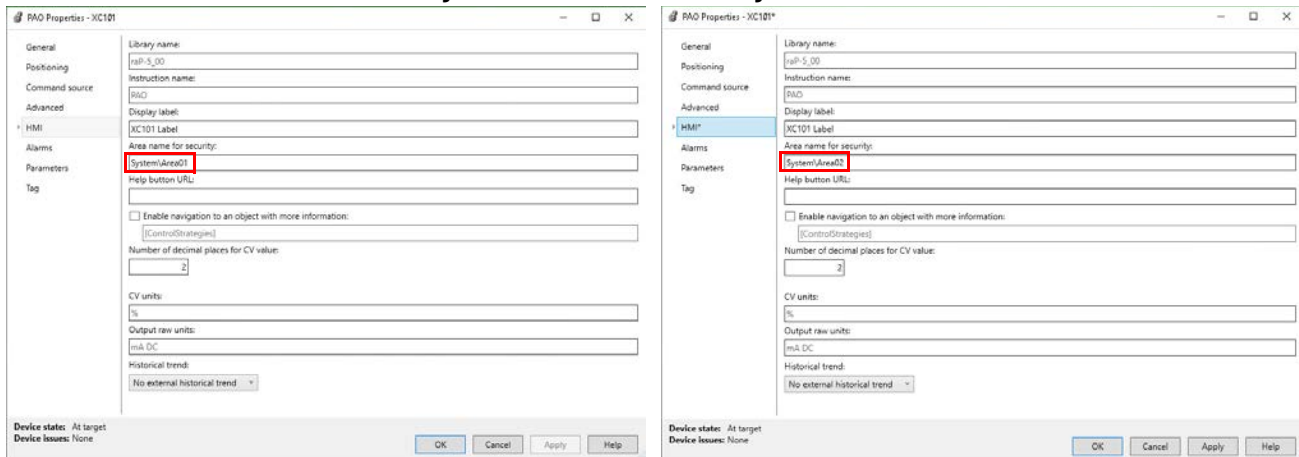 PAO Properties - XC101
General
Positioning
Command source
Advanced
HMI
Alarms
Parameters
Tag
Library name:
raP-5_00
Instruction name:
PAO
Display label:
XC101 Label
Area name for security:
System\Area01
Help button URL:
Enable navigation to an object with more information:
[ControlStrategies]
Number of decimal places for CV value:
2
CV units:
%
Output raw units:
mA DC
Historical trend:
No external historical trend
Device state: At target
Device issues: None
OK Cancel Apply Help
PAO Properties - XC101*
General
Positioning
Command source
Advanced
HMI*
Alarms
Parameters
Tag
Library name:
raP-5_00
Instruction name:
PAO
Display label:
XC101 Label
Area name for security:
System\Area02
Help button URL:
Enable navigation to an object with more information:
[ControlStrategies]
Number of decimal places for CV value:
2
CV units:
%
Output raw units:
mA DC
Historical trend:
No external historical trend
Device state: At target
Device issues: None
OK Cancel Apply Help